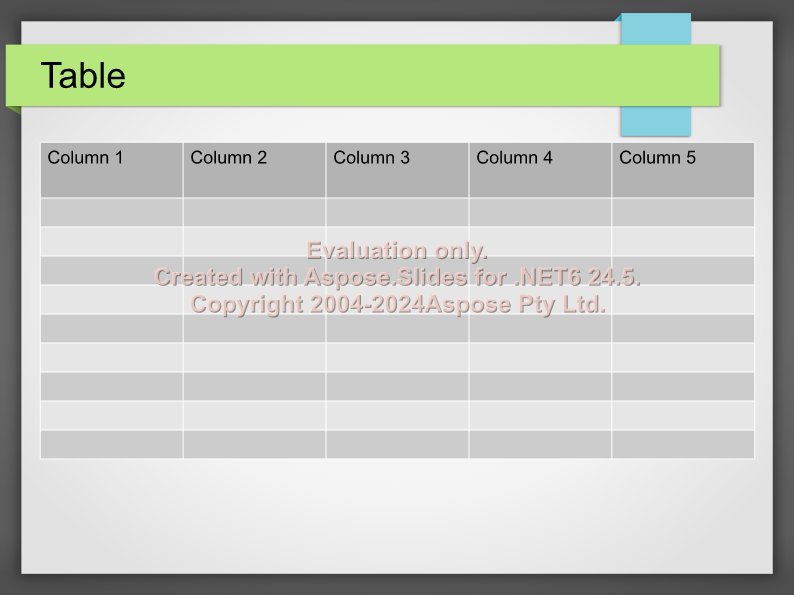 Table
Column 1 Column 2 Column 3 Column 4 Column 5
Evaluation only.
Created with Aspose.Slides for .NET6 24.5.
Copyright 2004-2024Aspose Pty Ltd.